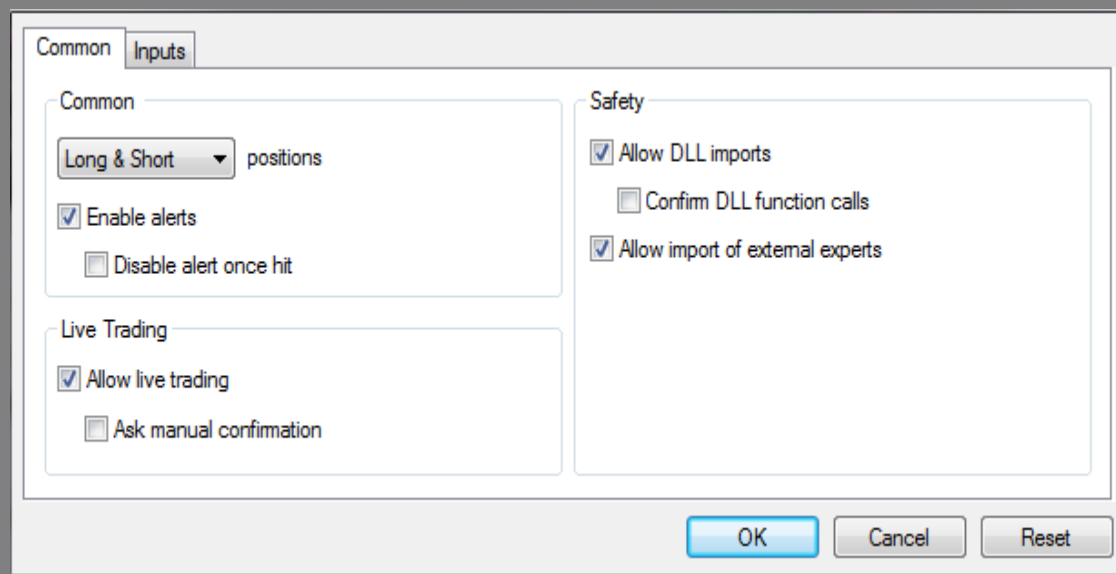 Common
Inputs
Common
Long & Short
positions
Enable alerts
Disable alert once hit
Live Trading
Allow live trading
Ask manual confirmation
Safety
Allow DLL imports
Confirm DLL function calls
Allow import of external experts
OK
Cancel
Reset